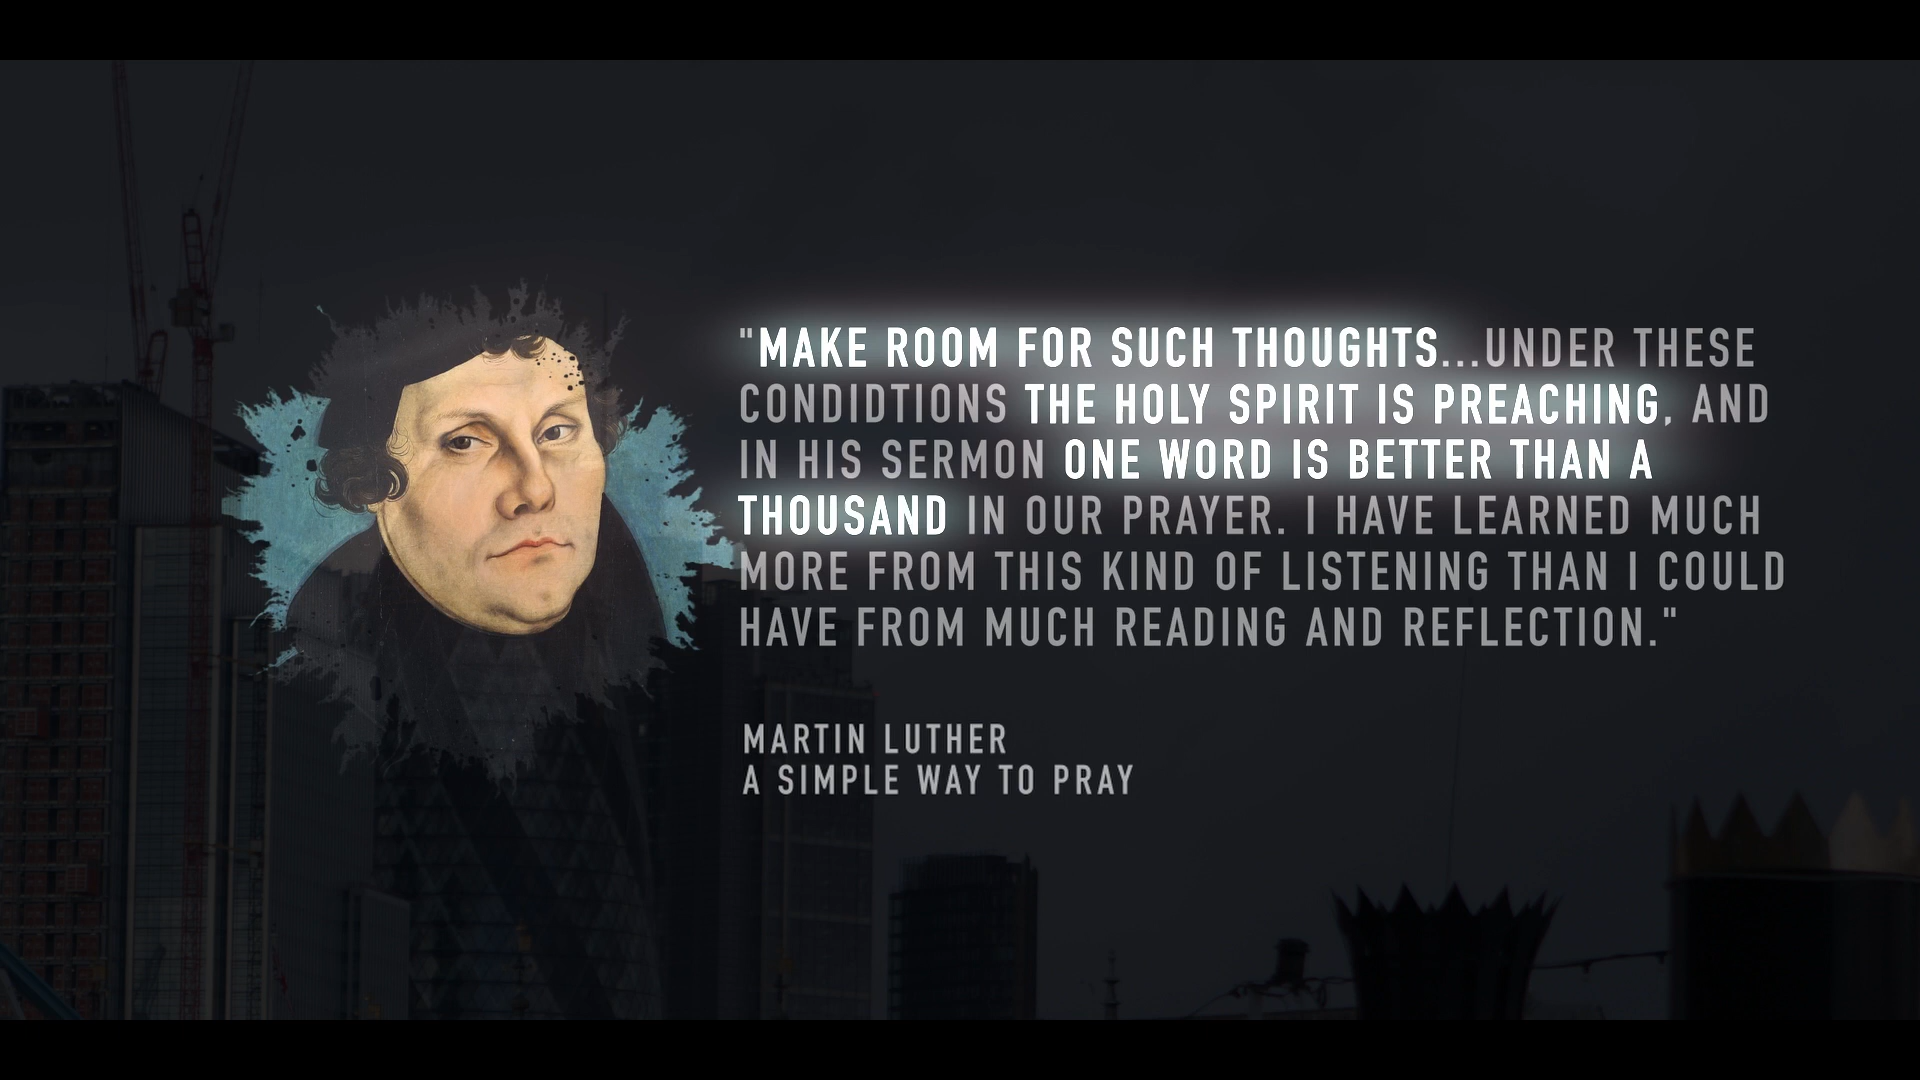 "MAKE ROOM FOR SUCH THOUGHTS...UNDER THESE
CONDIDTIONS THE HOLY SPIRIT IS PREACHING, AND
IN HIS SERMON ONE WORD IS BETTER THAN A
THOUSAND IN OUR PRAYER. I HAVE LEARNED MUCH
MORE FROM THIS KIND OF LISTENING THAN I COULD
HAVE FROM MUCH READING AND REFLECTION."
MARTIN LUTHER
A SIMPLE WAY TO PRAY